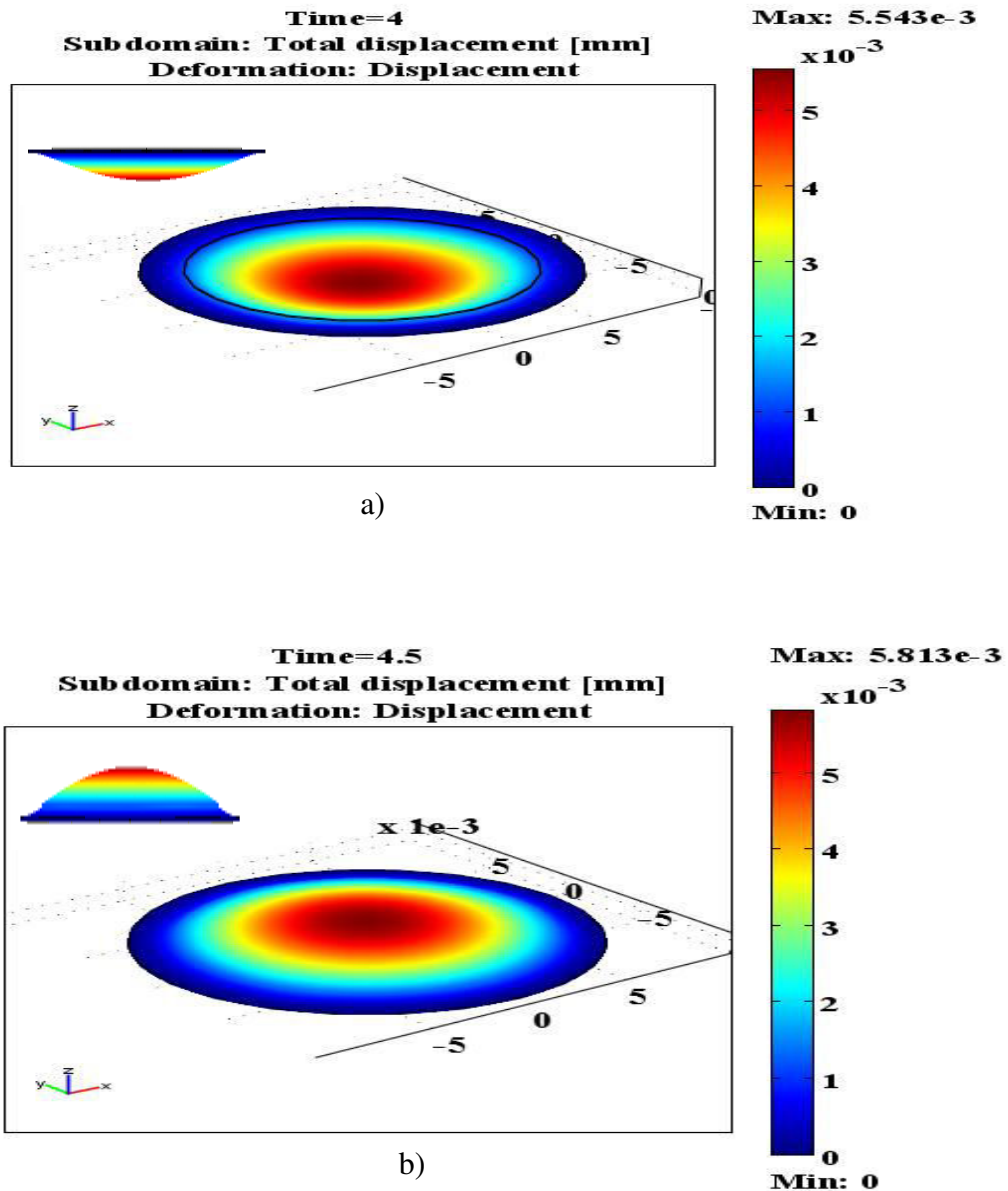 Time=4
Subdomain: Total displacement [mm]
Deformation: Displacement
Max: 5.543e-3
x10⁻³
5
4
3
2
1
0
Min: 0
5
0
-5
0
5
0
-5
y z x
a)
Time=4.5
Subdomain: Total displacement [mm]
Deformation: Displacement
Max: 5.813e-3
x10⁻³
5
4
3
2
1
0
Min: 0
x 1e-3
5
0
-5
5
0
-5
y z x
b)